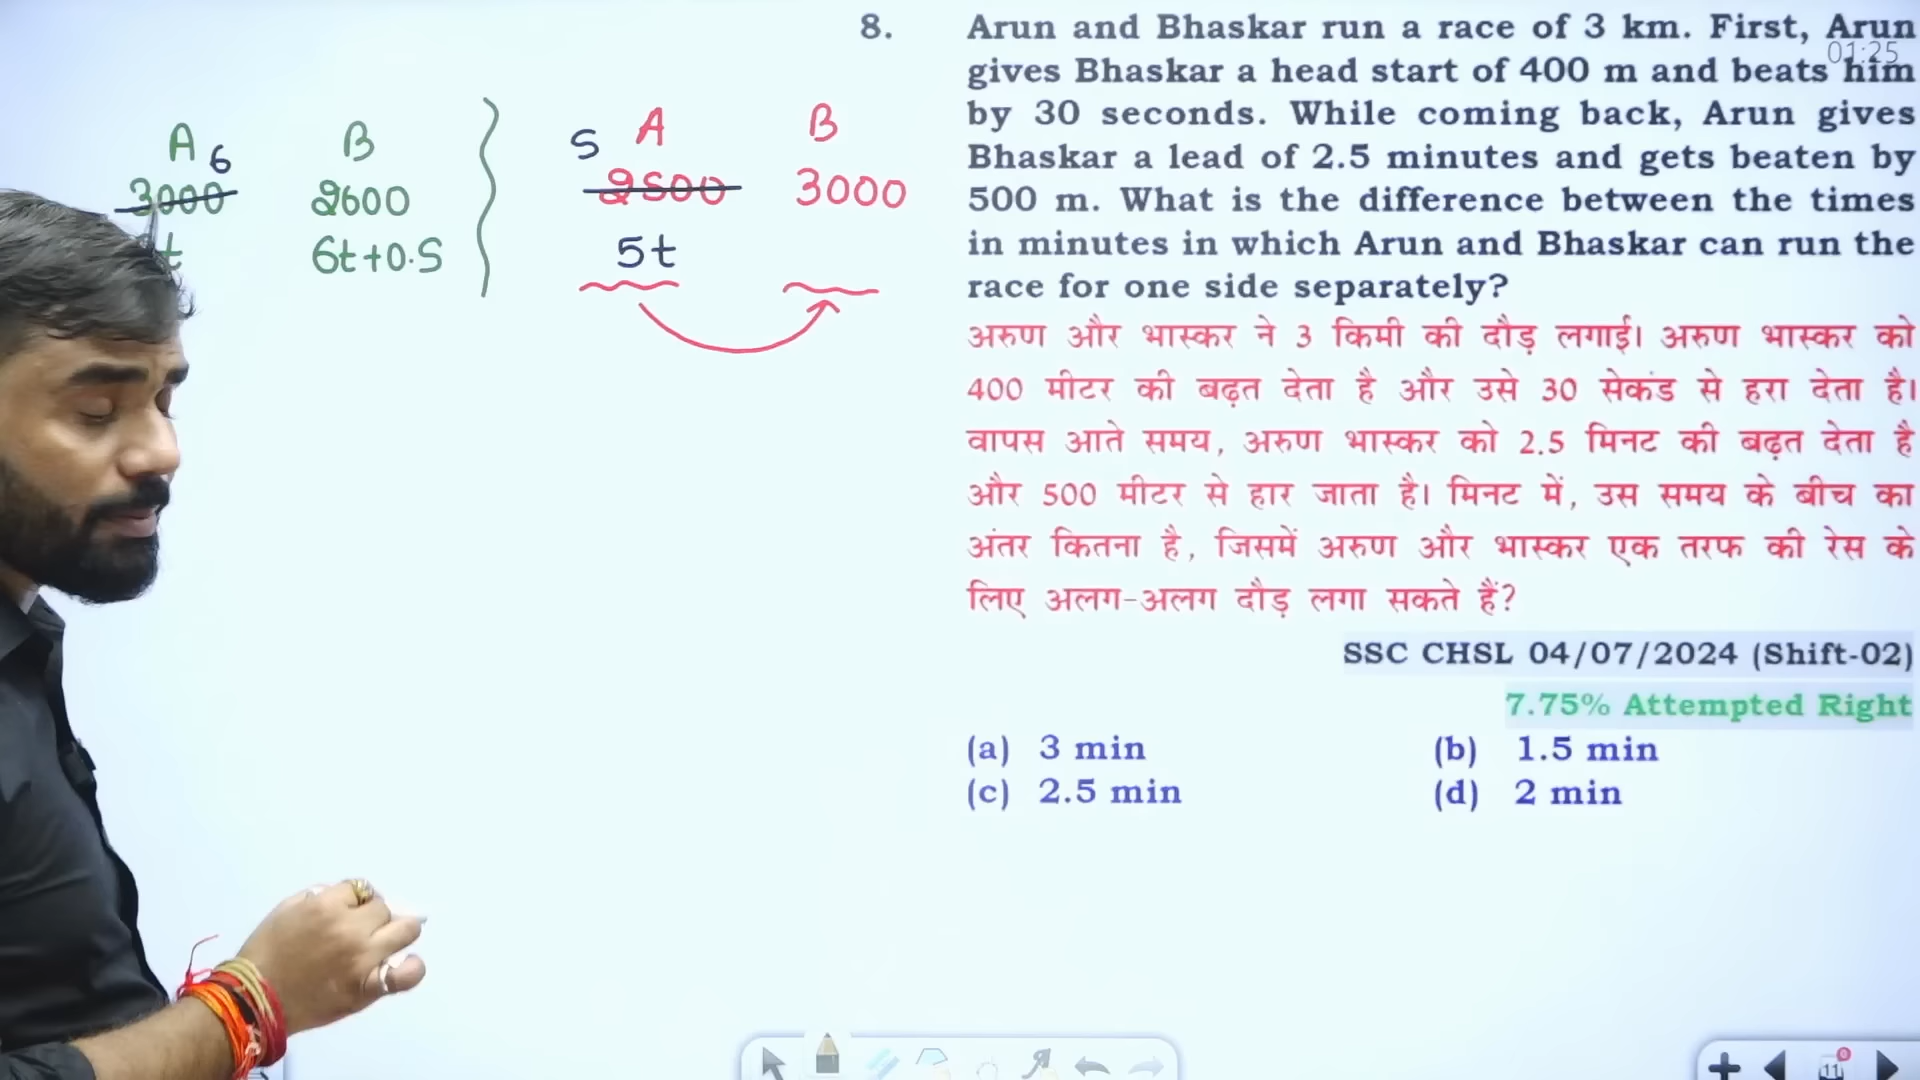 8. Arun and Bhaskar run a race of 3 km. First, Arun
01:25
gives Bhaskar a head start of 400 m and beats him
by 30 seconds. While coming back, Arun gives
Bhaskar a lead of 2.5 minutes and gets beaten by
500 m. What is the difference between the times
in minutes in which Arun and Bhaskar can run the
race for one side separately?
अरुण और भास्कर ने 3 किमी की दौड़ लगाई। अरुण भास्कर को
400 मीटर की बढ़त देता है और उसे 30 सेकंड से हरा देता है।
वापस आते समय, अरुण भास्कर को 2.5 मिनट की बढ़त देता है
और 500 मीटर से हार जाता है। मिनट में, उस समय के बीच का
अंतर कितना है, जिसमें अरुण और भास्कर एक तरफ की रेस के
लिए अलग-अलग दौड़ लगा सकते हैं?
SSC CHSL 04/07/2024 (Shift-02)
7.75% Attempted Right
(a) 3 min (b) 1.5 min
(c) 2.5 min (d) 2 min
A 6 B
3000 2600
t 6t+0.5
5 A B
2500 3000
5t
11